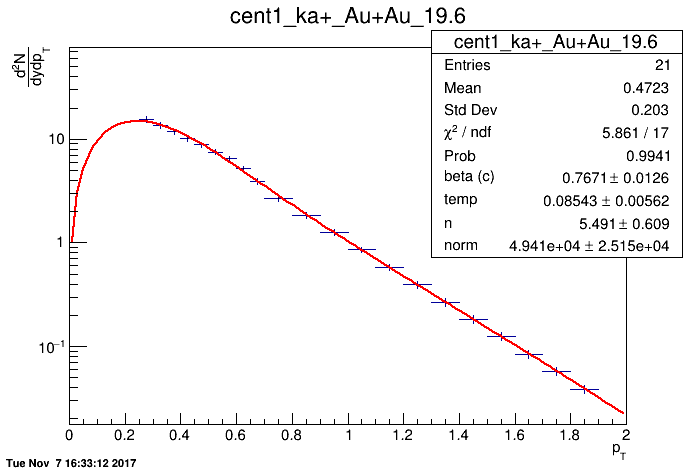 cent1_ka+_Au+Au_19.6
d²N
dydp_T
cent1_ka+_Au+Au_19.6
Entries 21
Mean 0.4723
Std Dev 0.203
χ² / ndf 5.861 / 17
Prob 0.9941
beta (c) 0.7671 ± 0.0126
temp 0.08543 ± 0.00562
n 5.491 ± 0.609
norm 4.941e+04 ± 2.515e+04
10
1
10⁻¹
0 0.2 0.4 0.6 0.8 1 1.2 1.4 1.6 1.8 2
p_T
Tue Nov 7 16:33:12 2017